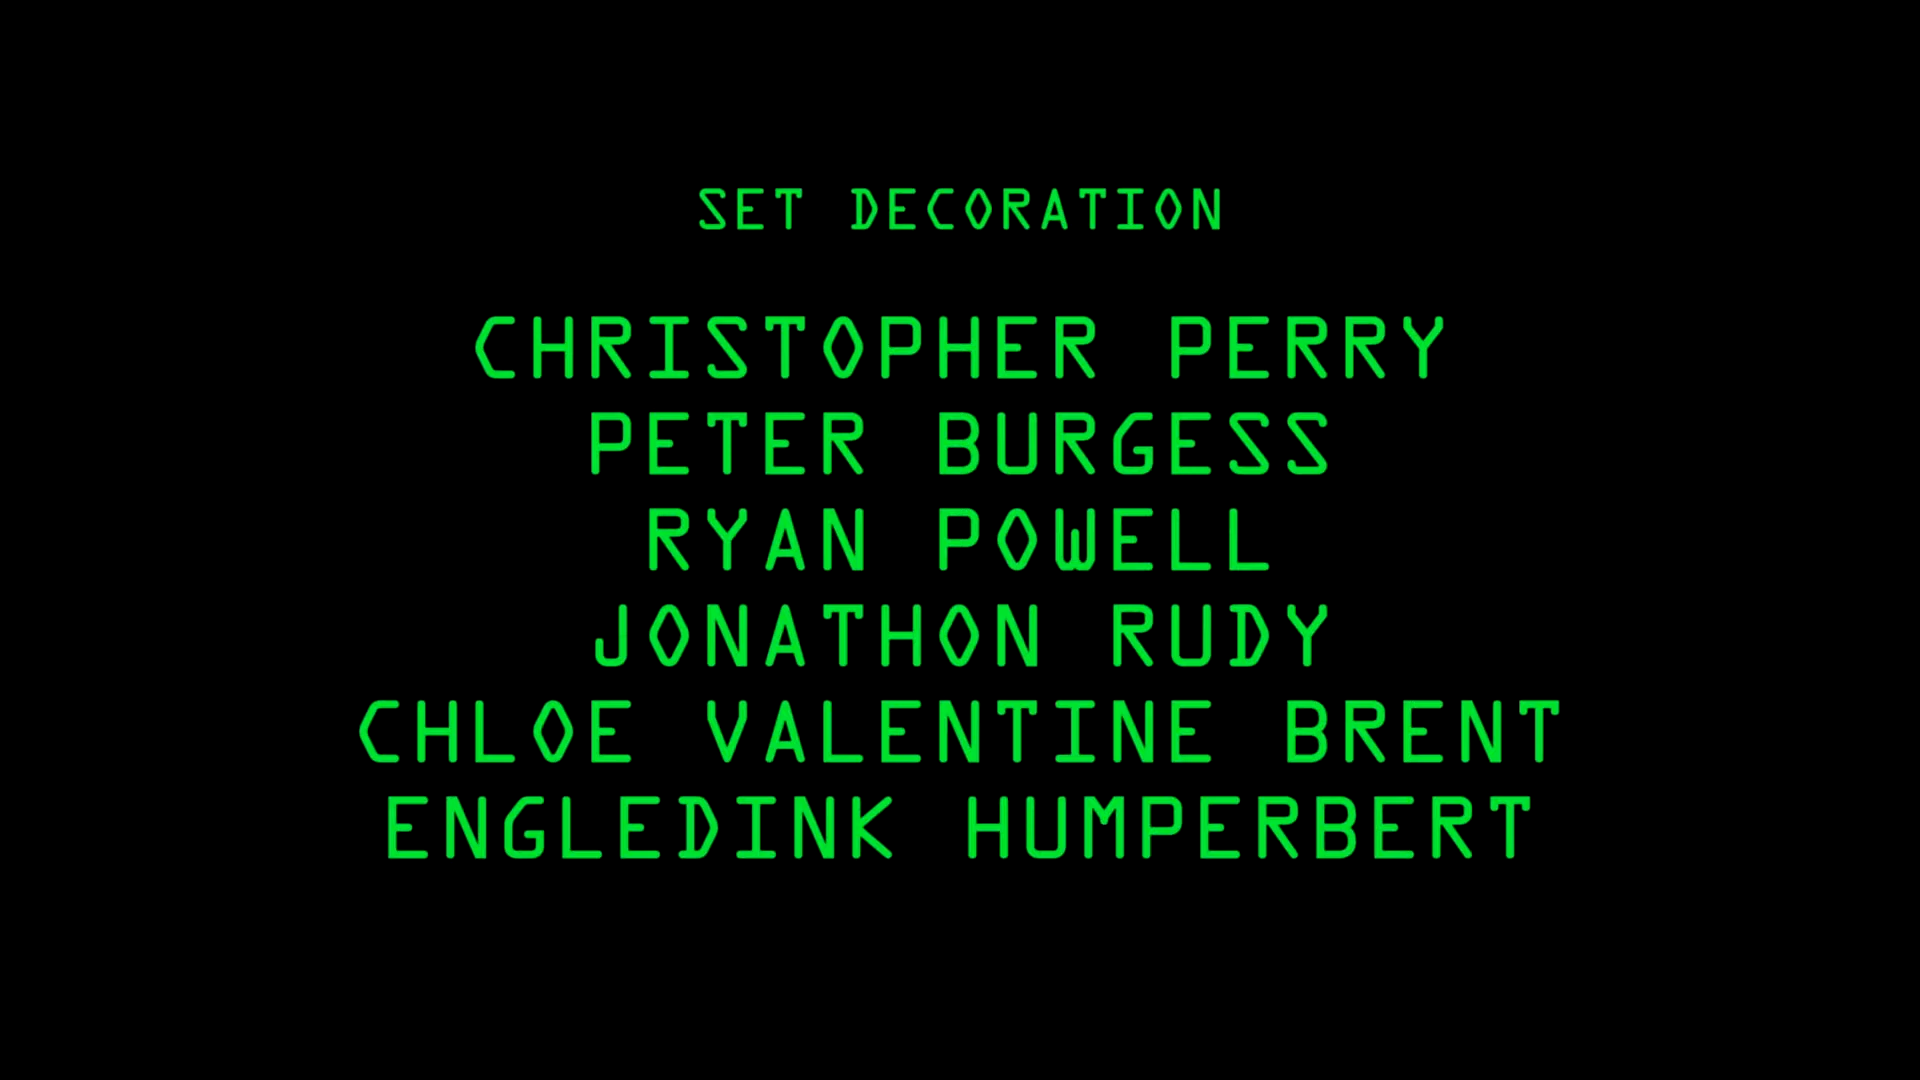 SET DECORATION
CHRISTOPHER PERRY
PETER BURGESS
RYAN POWELL
JONATHON RUDY
CHLOE VALENTINE BRENT
ENGLEDINK HUMPERBERT